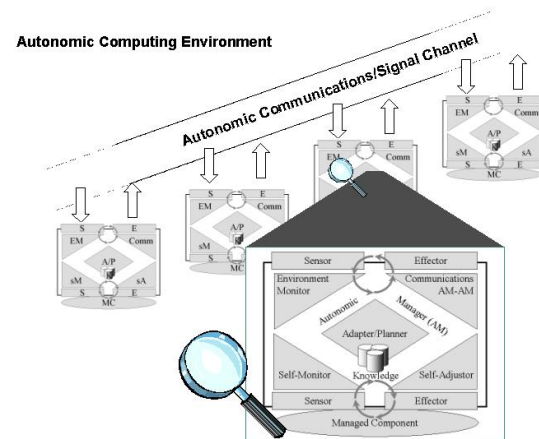 Autonomic Computing Environment
Autonomic Communications/Signal Channel
S E
EM Comm
A/P
sM sA
S E
MC
S E
EM Comm
A/P
sM
S
MC
S E
EM Comm
S E
EM Comm
A/P
sM sA
S E
MC
Sensor Effector
Environment Communications
Monitor AM-AM
Autonomic Manager (AM)
Adapter/Planner
Knowledge
Self-Monitor Self-Adjustor
Sensor Effector
Managed Component